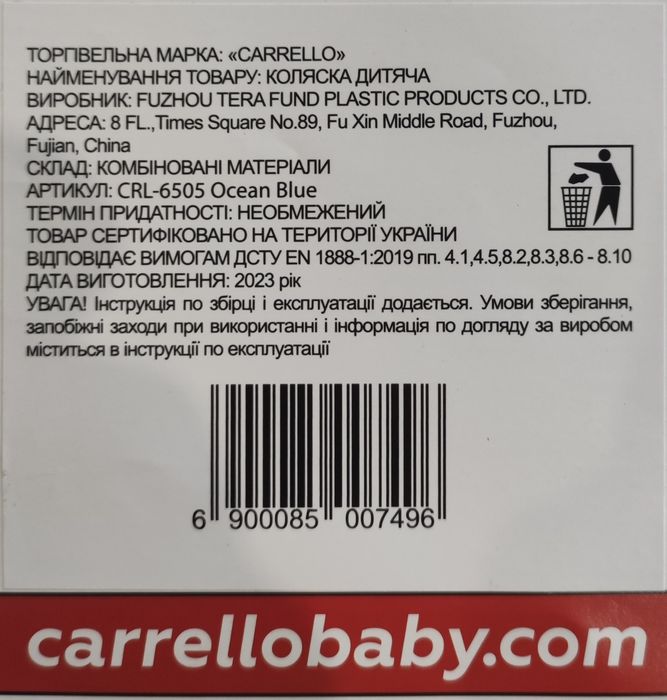 ТОРГІВЕЛЬНА МАРКА: «CARRELLO»
НАЙМЕНУВАННЯ ТОВАРУ: КОЛЯСКА ДИТЯЧА
ВИРОБНИК: FUZHOU TERA FUND PLASTIC PRODUCTS CO., LTD.
АДРЕСА: 8 FL.,Times Square No.89, Fu Xin Middle Road, Fuzhou,
Fujian, China
СКЛАД: КОМБІНОВАНІ МАТЕРІАЛИ
АРТИКУЛ: CRL-6505 Ocean Blue
ТЕРМІН ПРИДАТНОСТІ: НЕОБМЕЖЕНИЙ
ТОВАР СЕРТИФІКОВАНО НА ТЕРИТОРІЇ УКРАЇНИ
ВІДПОВІДАЄ ВИМОГАМ ДСТУ EN 1888-1:2019 пп. 4.1,4.5,8.2,8.3,8.6 - 8.10
ДАТА ВИГОТОВЛЕННЯ: 2023 рік
УВАГА! Інструкція по збірці і експлуатації додається. Умови зберігання,
запобіжні заходи при використанні і інформація по догляду за виробом
міститься в інструкції по експлуатації
6 900085 007496
carrellobaby.com